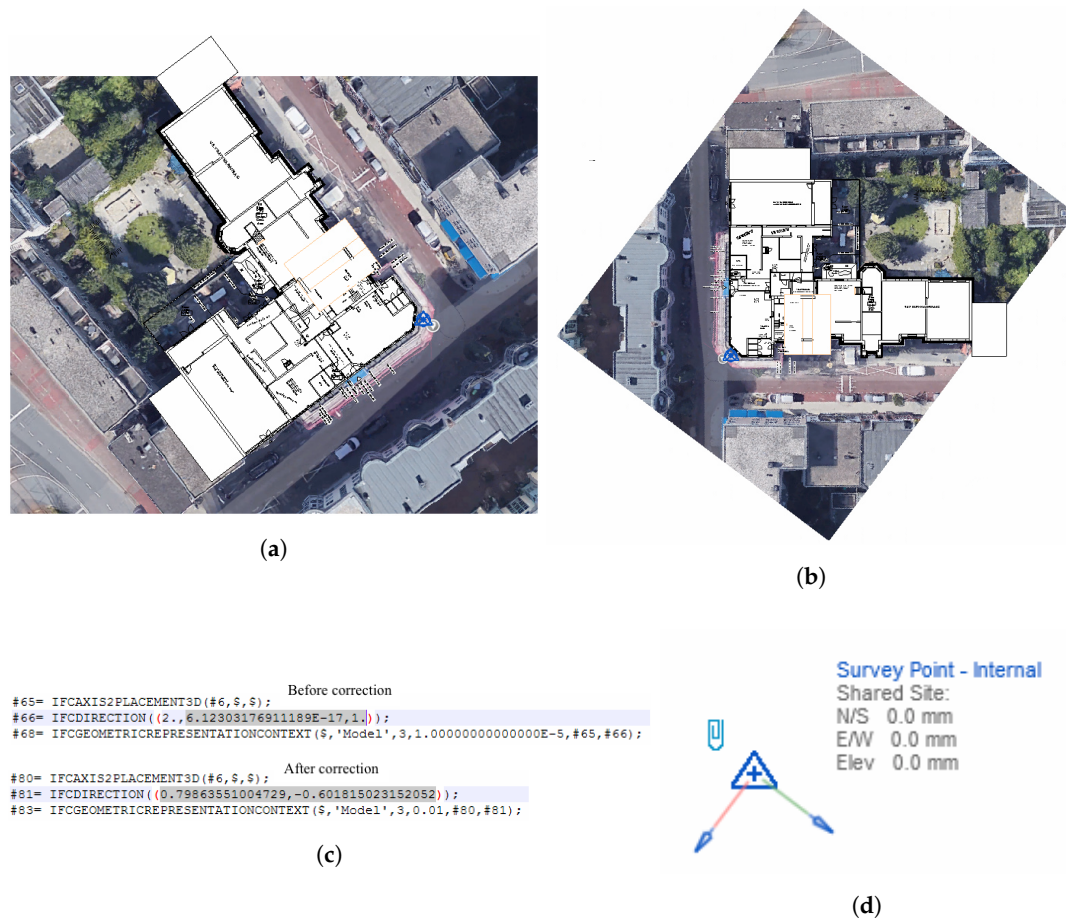 (a)
(b)
Before correction
#65= IFCAXIS2PLACEMENT3D(#6,$,$);
#66= IFCDIRECTION((2.,6.12303176911189E-17,1.));
#68= IFCGEOMETRICREPRESENTATIONCONTEXT($,'Model',3,1.00000000000000E-5,#65,#66);
After correction
#80= IFCAXIS2PLACEMENT3D(#6,$,$);
#81= IFCDIRECTION((0.79863551004729,-0.601815023152052));
#83= IFCGEOMETRICREPRESENTATIONCONTEXT($,'Model',3,0.01,#80,#81);
(c)
Survey Point - Internal
Shared Site:
N/S 0.0 mm
E/W 0.0 mm
Elev 0.0 mm
(d)